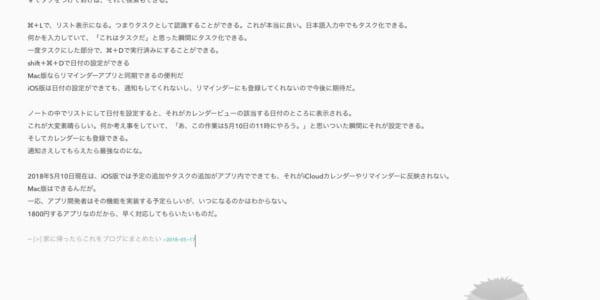 ⌘+Lで、リスト表示になる。つまりタスクとして認識することができる。これが本当に良い。日本語入力中でもタスク化できる。
何かを入力していて、「これはタスクだ」と思った瞬間にタスク化できる。
一度タスクにした部分で、⌘+Dで実行済みにすることができる。
shift+⌘+Dで日付の設定ができる
Mac版ならリマインダーアプリと同期できるの便利だ
iOS版は日付の設定ができても、通知もしてくれないし、リマインダーにも登録してくれないので今後に期待だ。
ノートの中でリストにして日付を設定すると、それがカレンダービューの該当する日付のところに表示される。
これが大変素晴らしい。何か考え事をしていて、「あ、この作業は5月10日の11時にやろう。」と思いついた瞬間にそれが設定できる。
そしてカレンダーにも登録できる。
通知さえしてもらえたら最強なのにな。
2018年5月10日現在は、iOS版では予定の追加やタスクの追加がアプリ内でできても、それがiCloudカレンダーやリマインダーに反映されない。
Mac版はできるんだが。
一応、アプリ開発者はその機能を実装する予定らしいが、いつになるのかはわからない。
1800円するアプリなのだから、早く対応してもらいたいものだ。
- [>] 家に帰ったらこれをブログにまとめたい >2018-05-17